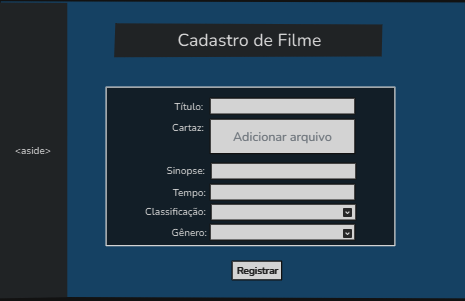 Cadastro de Filme
Título:
Cartaz:
Adicionar arquivo
<aside>
Sinopse:
Tempo:
Classificação:
Gênero:
Registrar